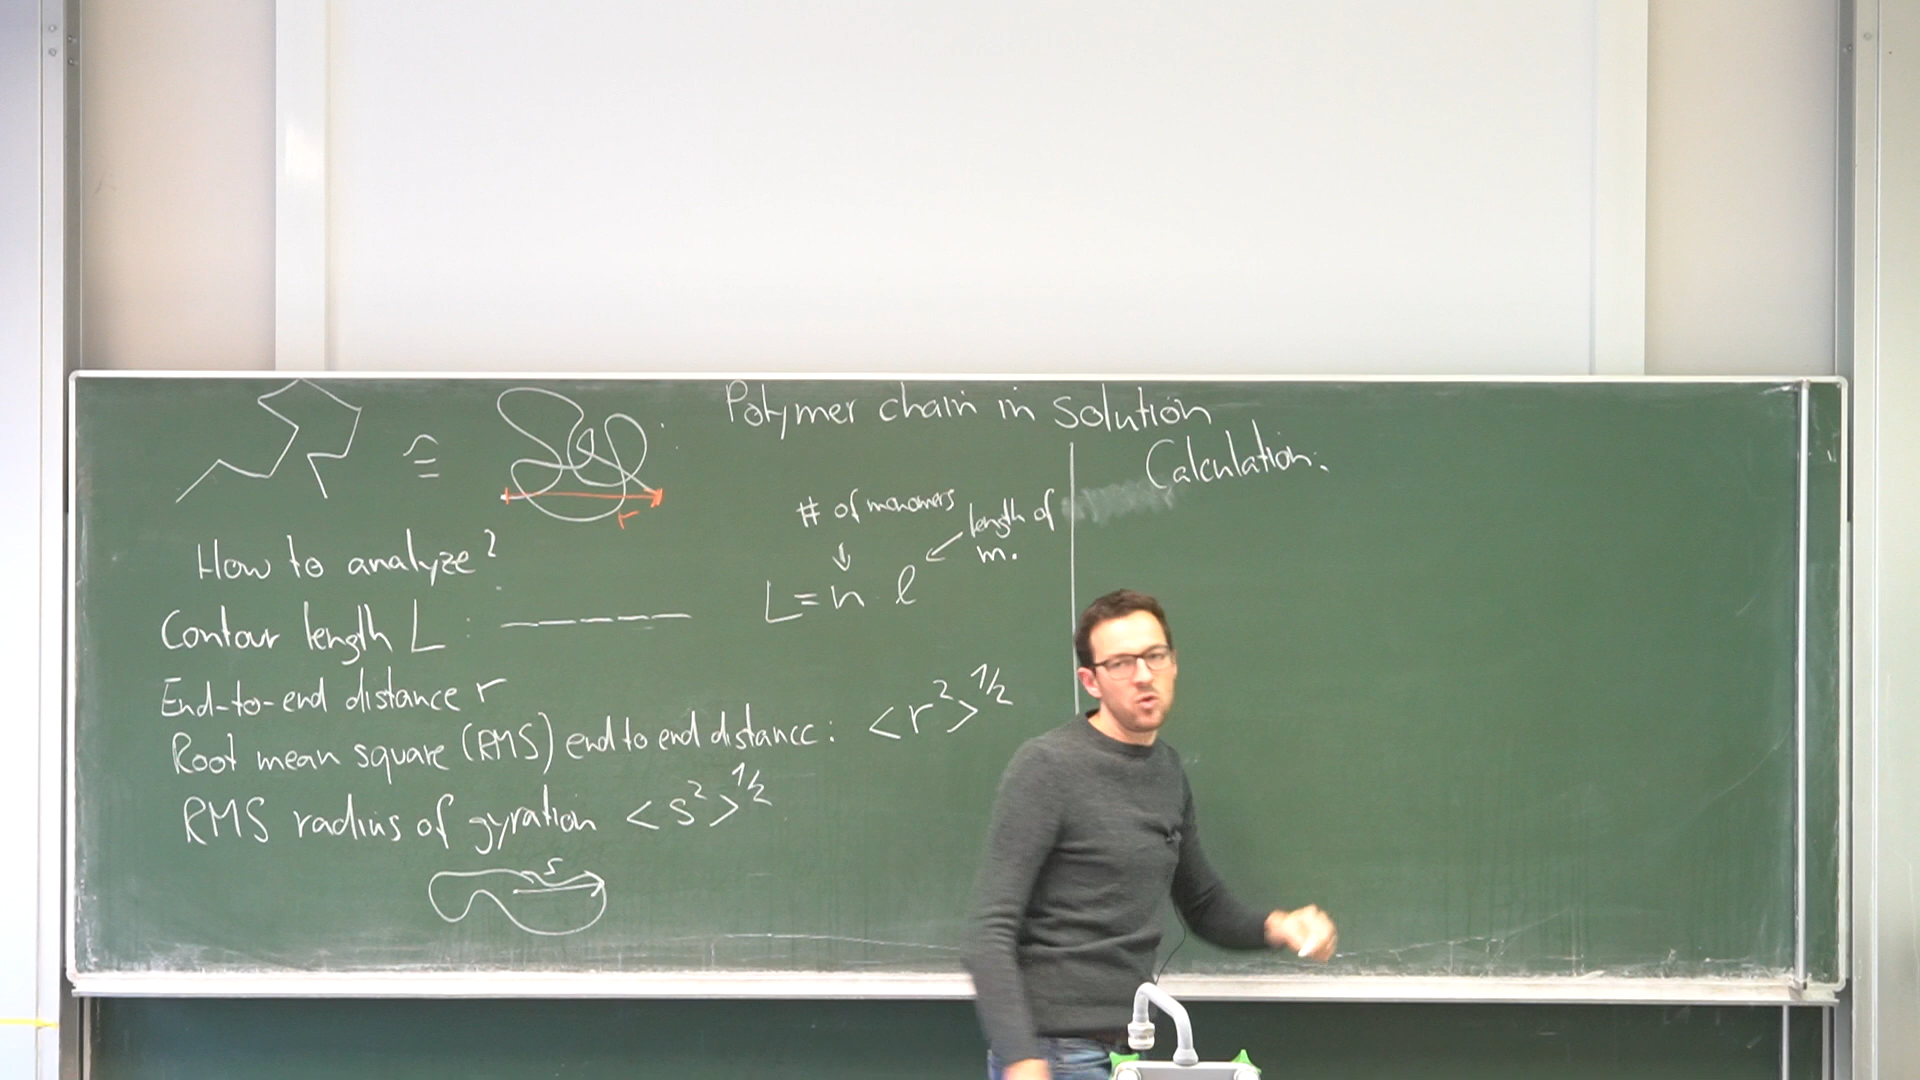 Polymer chain in solution
≅
:
r
How to analyze?
Contour length L :
# of monomers
length of
m.
L = n · l
End-to-end distance r
Root mean square (RMS) end to end distance: <r²>^1/2
RMS radius of gyration <s²>^1/2
s
Calculation: